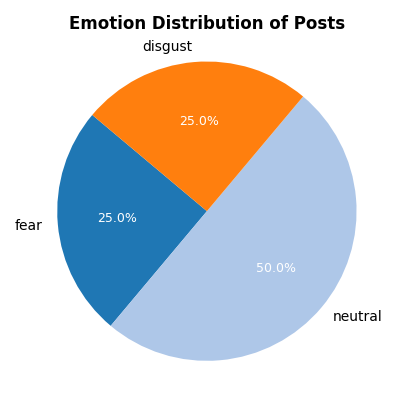 Emotion Distribution of Posts
disgust
25.0%
25.0%
fear
50.0%
neutral